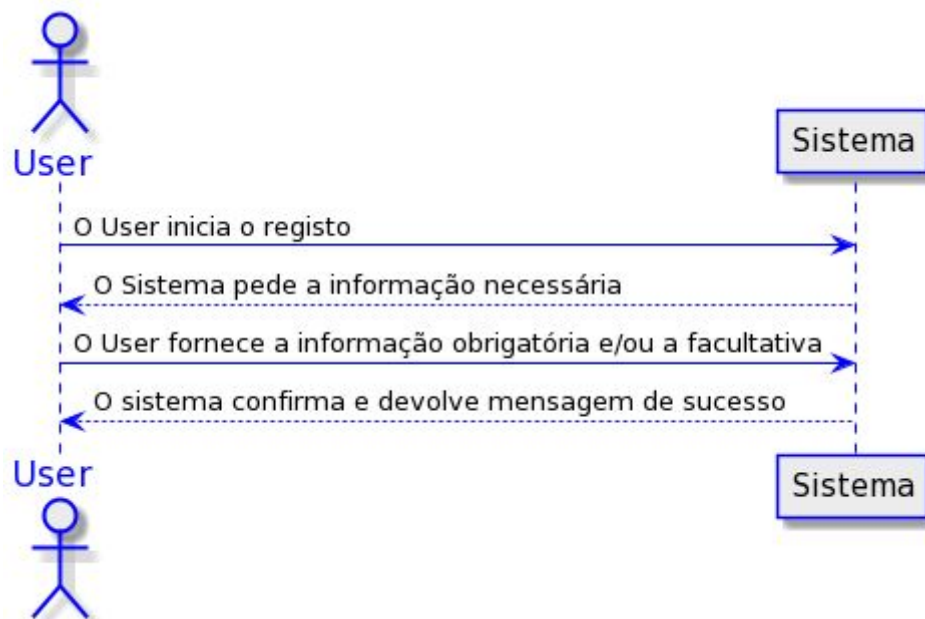 User
Sistema
O User inicia o registo
O Sistema pede a informação necessária
O User fornece a informação obrigatória e/ou a facultativa
O sistema confirma e devolve mensagem de sucesso
User
Sistema